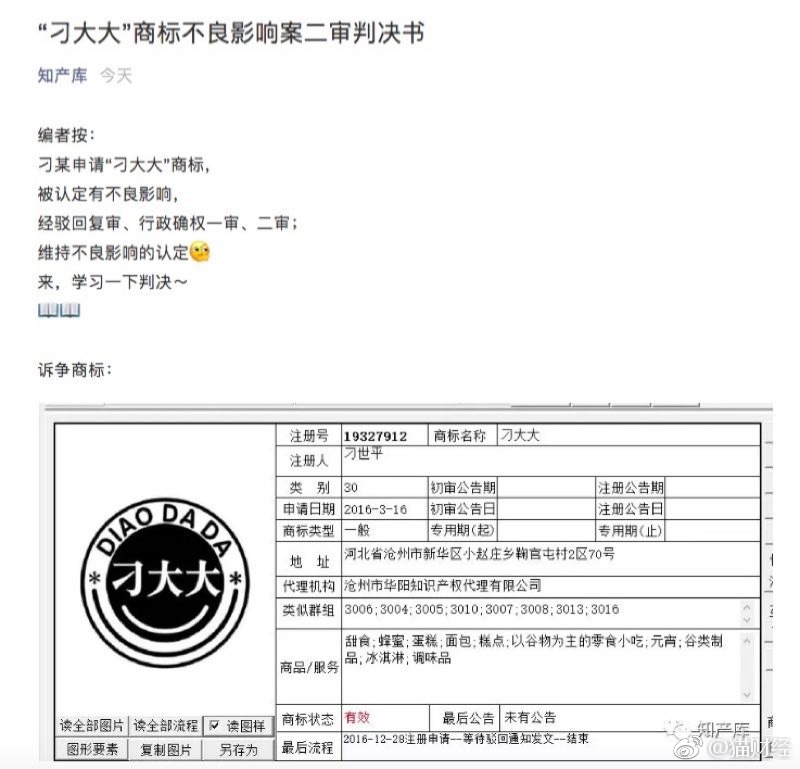 “刁大大”商标不良影响案二审判决书
知产库 今天
编者按：
刁某申请“刁大大”商标，
被认定有不良影响，
经驳回复审、行政确权一审、二审；
维持不良影响的认定
来，学习一下判决～
诉争商标：
DIAO DA DA
* 刁大大 *
读全部图片 读全部流程 读图样
图形要素 复制图片 另存为
注册号 19327912 商标名称 刁大大
注册人 刁世平
类 别 30 初审公告期 注册公告期
申请日期 2016-3-16 初审公告日 注册公告日
商标类型 一般 专用期(起) 专用期(止)
地 址 河北省沧州市新华区小赵庄乡鞠官屯村2区70号
代理机构 沧州市华阳知识产权代理有限公司
类似群组 3006;3004;3005;3010;3007;3008;3013;3016
商品/服务 甜食;蜂蜜;蛋糕;面包;糕点;以谷物为主的零食小吃;元宵;谷类制
品;冰淇淋;调味品
商标状态 有效 最后公告 未有公告
最后流程 2016-12-28注册申请--等待驳回通知发文--结束
知产库
@猫财经